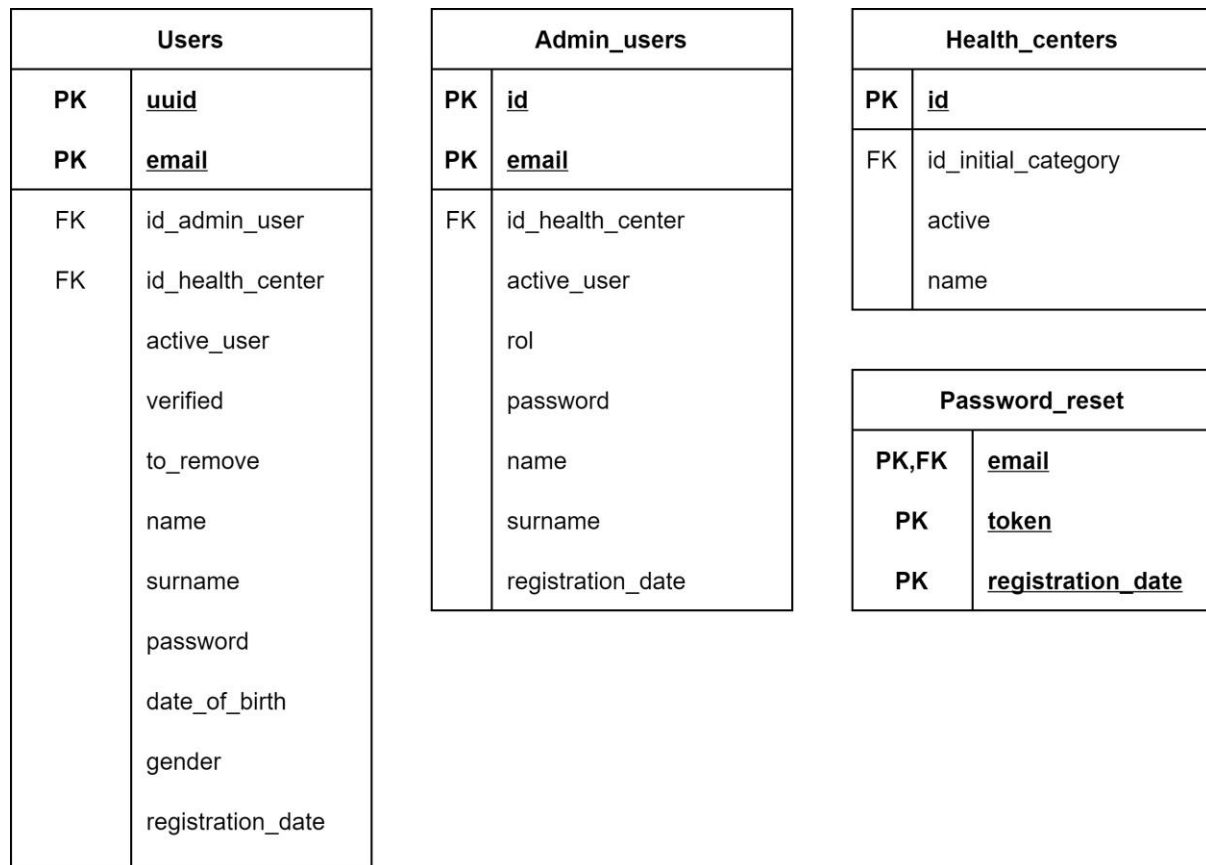 Users
PK uuid
PK email
FK id_admin_user
FK id_health_center
active_user
verified
to_remove
name
surname
password
date_of_birth
gender
registration_date
Admin_users
PK id
PK email
FK id_health_center
active_user
rol
password
name
surname
registration_date
Health_centers
PK id
FK id_initial_category
active
name
Password_reset
PK,FK email
PK token
PK registration_date